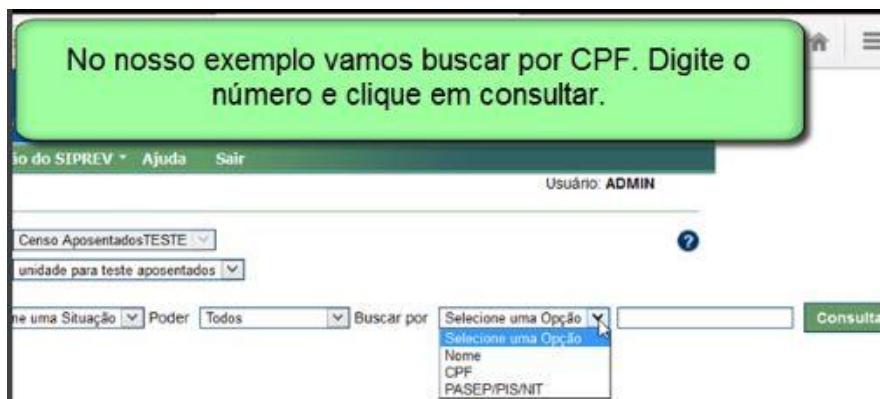 No nosso exemplo vamos buscar por CPF. Digite o
número e clique em consultar.
do SIPREV Ajuda Sair
Usuário: ADMIN
Censo AposentadosTESTE
unidade para teste aposentados
uma Situação Poder Todos Buscar por Selecione uma Opção Consulta
Selecione uma Opção
Nome
CPF
PASEP/PIS/NIT